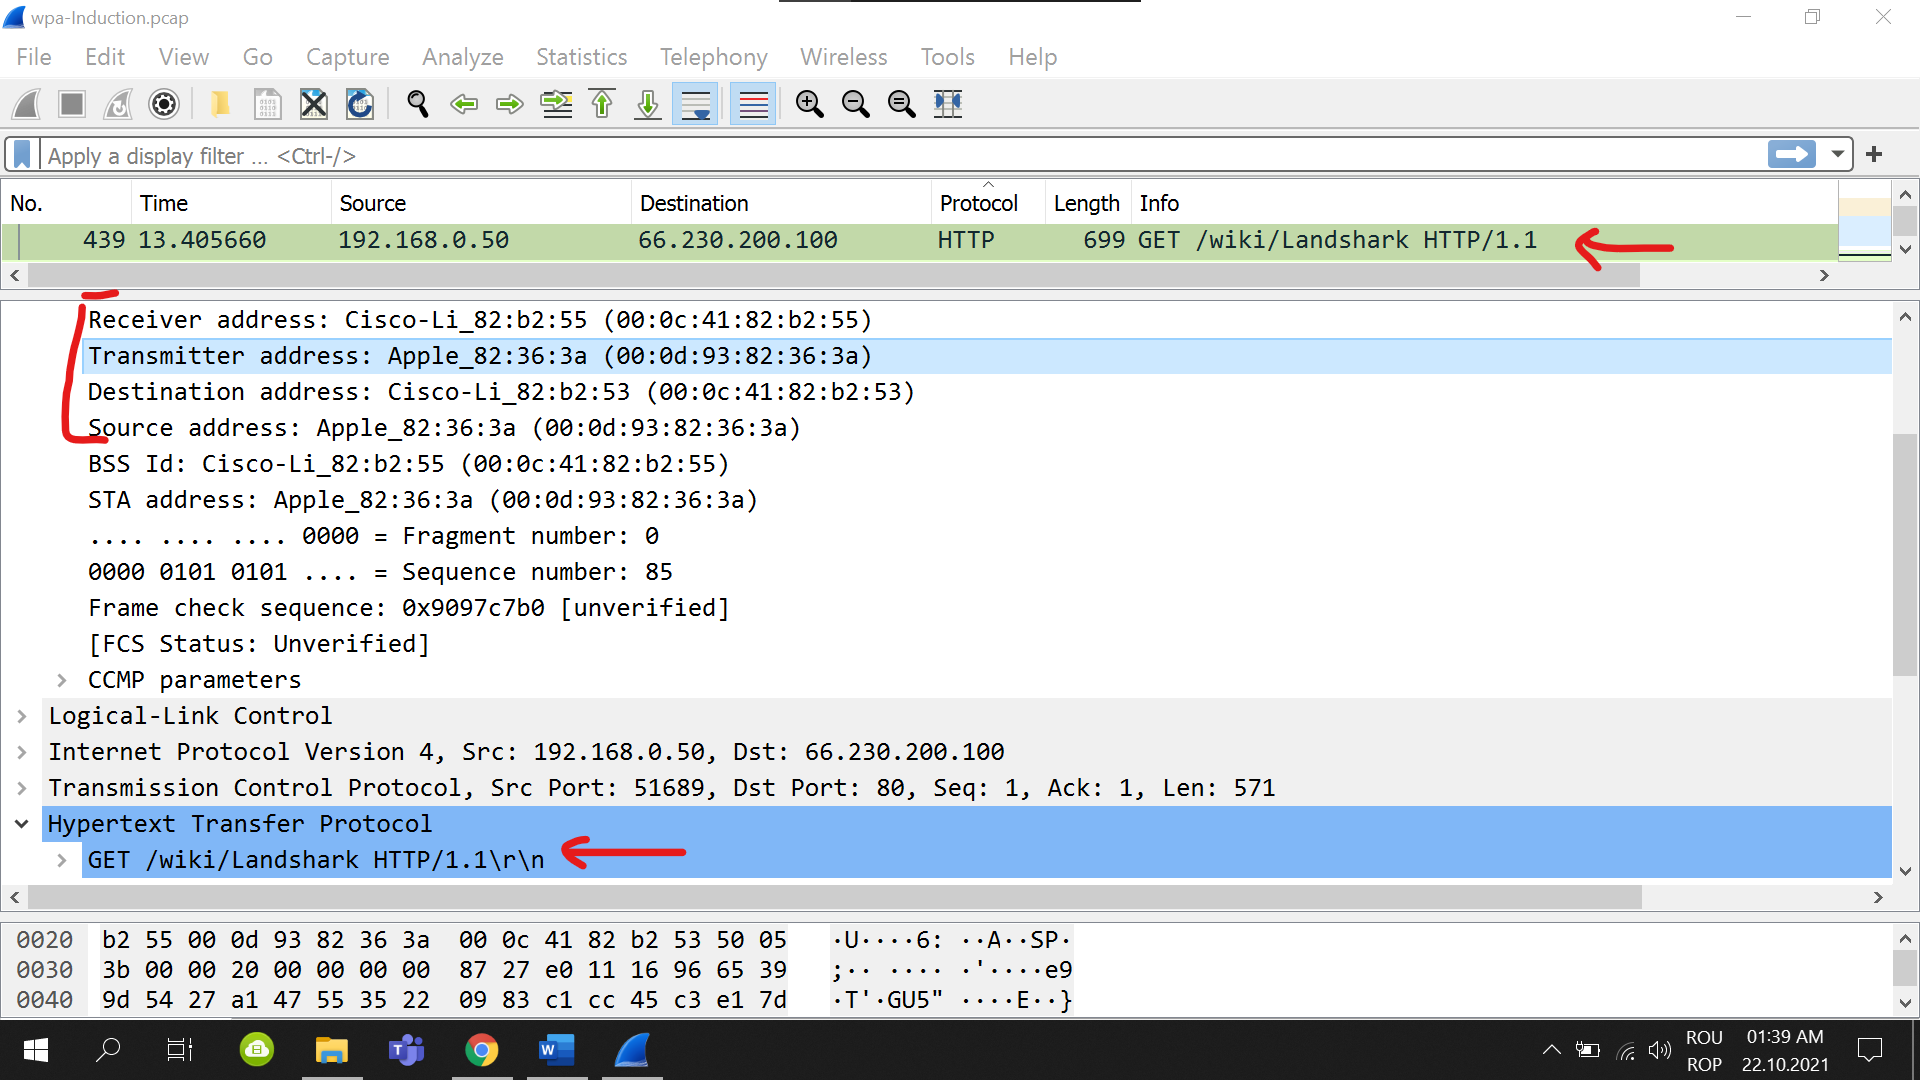 wpa-Induction.pcap
File Edit View Go Capture Analyze Statistics Telephony Wireless Tools Help
Apply a display filter ... <Ctrl-/>
No. Time Source Destination Protocol Length Info
439 13.405660 192.168.0.50 66.230.200.100 HTTP 699 GET /wiki/Landshark HTTP/1.1
Receiver address: Cisco-Li_82:b2:55 (00:0c:41:82:b2:55)
Transmitter address: Apple_82:36:3a (00:0d:93:82:36:3a)
Destination address: Cisco-Li_82:b2:53 (00:0c:41:82:b2:53)
Source address: Apple_82:36:3a (00:0d:93:82:36:3a)
BSS Id: Cisco-Li_82:b2:55 (00:0c:41:82:b2:55)
STA address: Apple_82:36:3a (00:0d:93:82:36:3a)
.... .... .... 0000 = Fragment number: 0
0000 0101 0101 .... = Sequence number: 85
Frame check sequence: 0x9097c7b0 [unverified]
[FCS Status: Unverified]
CCMP parameters
Logical-Link Control
Internet Protocol Version 4, Src: 192.168.0.50, Dst: 66.230.200.100
Transmission Control Protocol, Src Port: 51689, Dst Port: 80, Seq: 1, Ack: 1, Len: 571
Hypertext Transfer Protocol
GET /wiki/Landshark HTTP/1.1\r\n
0020 b2 55 00 0d 93 82 36 3a 00 0c 41 82 b2 53 50 05 ·U····6: ··A··SP·
0030 3b 00 00 20 00 00 00 00 87 27 e0 11 16 96 65 39 ;·· ···· ·'····e9
0040 9d 54 27 a1 47 55 35 22 09 83 c1 cc 45 c3 e1 7d ·T'·GU5" ····E··}
ROU 01:39 AM
ROP 22.10.2021